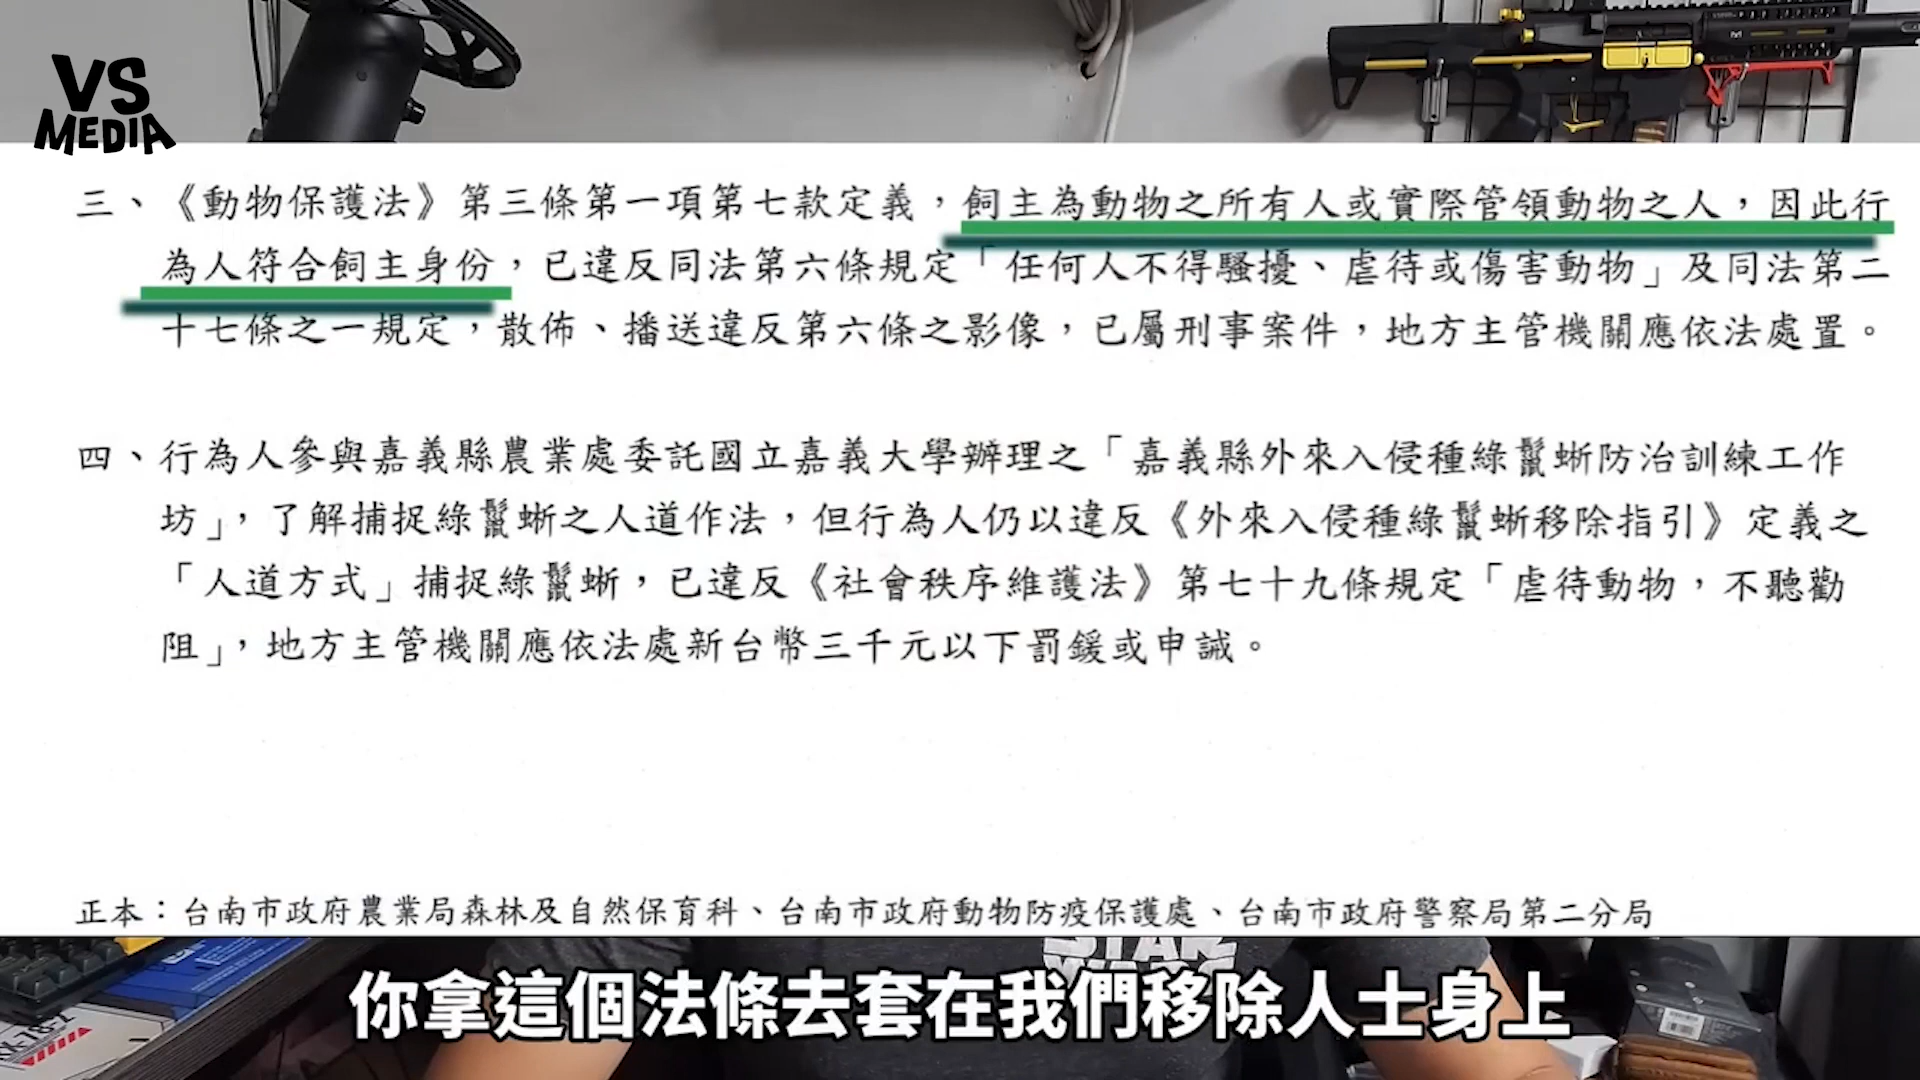 VS
MEDIA
三、《動物保護法》第三條第一項第七款定義，飼主為動物之所有人或實際管領動物之人，因此行
為人符合飼主身份，已違反同法第六條規定「任何人不得騷擾、虐待或傷害動物」及同法第二
十七條之一規定，散佈、播送違反第六條之影像，已屬刑事案件，地方主管機關應依法處置。
四、行為人參與嘉義縣農業處委託國立嘉義大學辦理之「嘉義縣外來入侵種綠鬣蜥防治訓練工作
坊」，了解捕捉綠鬣蜥之人道作法，但行為人仍以違反《外來入侵種綠鬣蜥移除指引》定義之
「人道方式」捕捉綠鬣蜥，已違反《社會秩序維護法》第七十九條規定「虐待動物，不聽勸
阻」，地方主管機關應依法處新台幣三千元以下罰鍰或申誡。
正本：台南市政府農業局森林及自然保育科、台南市政府動物防疫保護處、台南市政府警察局第二分局
STAR
你拿這個法條去套在我們移除人士身上